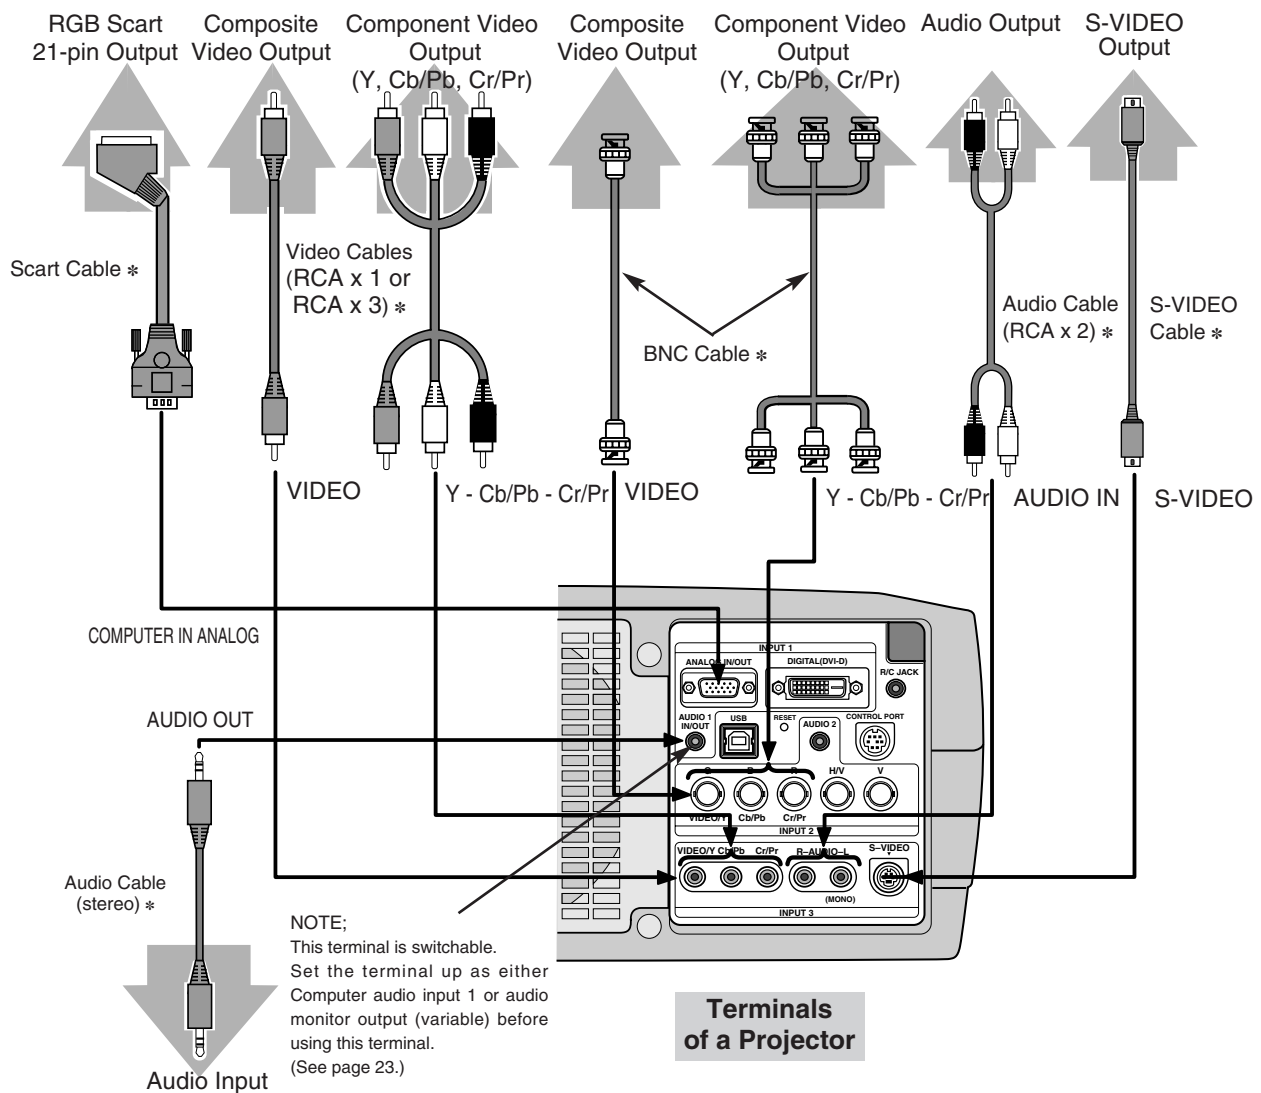 RGB Scart
21-pin Output
Composite
Video Output
Component Video
Output
(Y, Cb/Pb, Cr/Pr)
Composite
Video Output
Component Video
Output
(Y, Cb/Pb, Cr/Pr)
Audio Output
S-VIDEO
Output
Scart Cable *
Video Cables
(RCA x 1 or
RCA x 3) *
BNC Cable *
Audio Cable
(RCA x 2) *
S-VIDEO
Cable *
VIDEO
Y - Cb/Pb - Cr/Pr
VIDEO
Y - Cb/Pb - Cr/Pr
AUDIO IN
S-VIDEO
COMPUTER IN ANALOG
AUDIO OUT
INPUT 1
ANALOG IN/OUT
DIGITAL(DVI-D)
R/C JACK
AUDIO 1
IN/OUT
USB
RESET
AUDIO 2
CONTROL PORT
G
B
R
H/V
V
VIDEO/Y
Cb/Pb
Cr/Pr
INPUT 2
VIDEO/Y
Cb/Pb
Cr/Pr
R–AUDIO–L
S–VIDEO
(MONO)
INPUT 3
Audio Cable
(stereo) *
Audio Input
NOTE;
This terminal is switchable.
Set the terminal up as either
Computer audio input 1 or audio
monitor output (variable) before
using this terminal.
(See page 23.)
Terminals
of a Projector